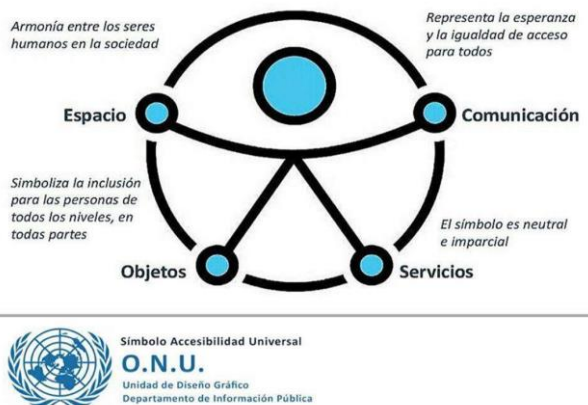 Armonía entre los seres
humanos en la sociedad
Representa la esperanza
y la igualdad de acceso
para todos
Espacio
Comunicación
Simboliza la inclusión
para las personas de
todos los niveles, en
todas partes
El símbolo es neutral
e imparcial
Objetos
Servicios
Símbolo Accesibilidad Universal
O.N.U.
Unidad de Diseño Gráfico
Departamento de Información Pública